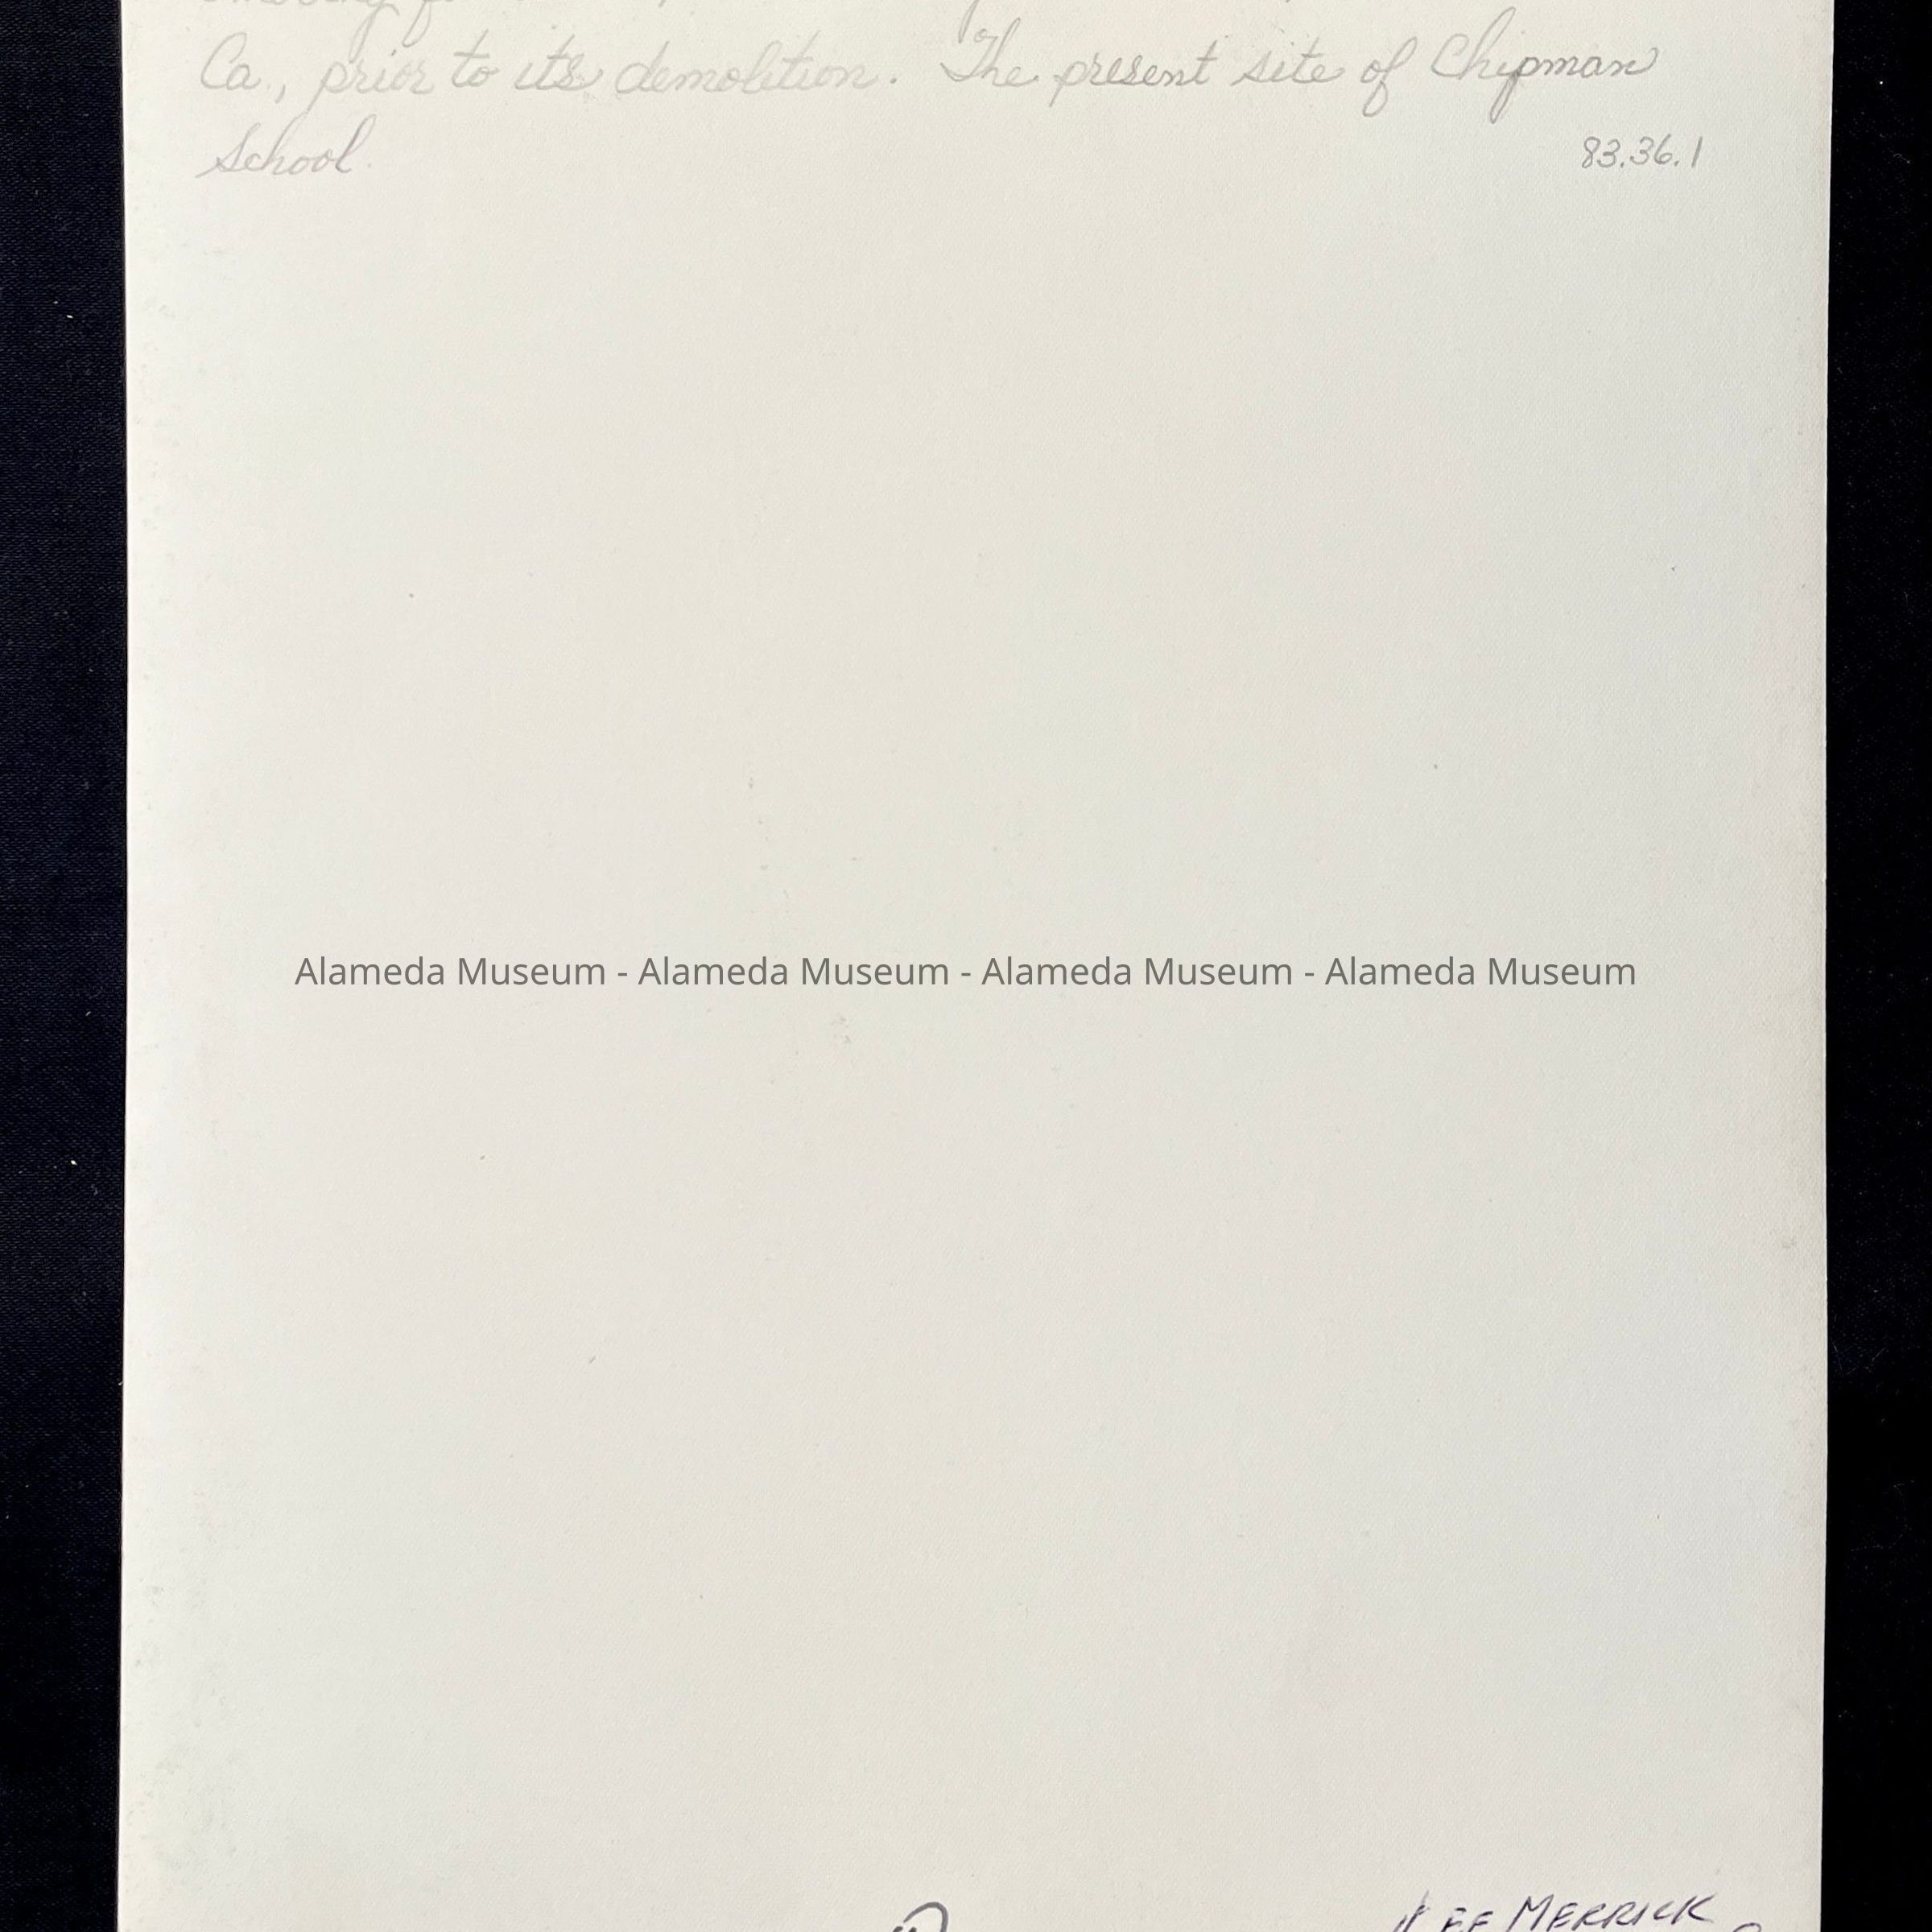 Ca., prior to its demolition. The present site of Chipman
School.
83.36.1
Alameda Museum - Alameda Museum - Alameda Museum - Alameda Museum
MERRICK